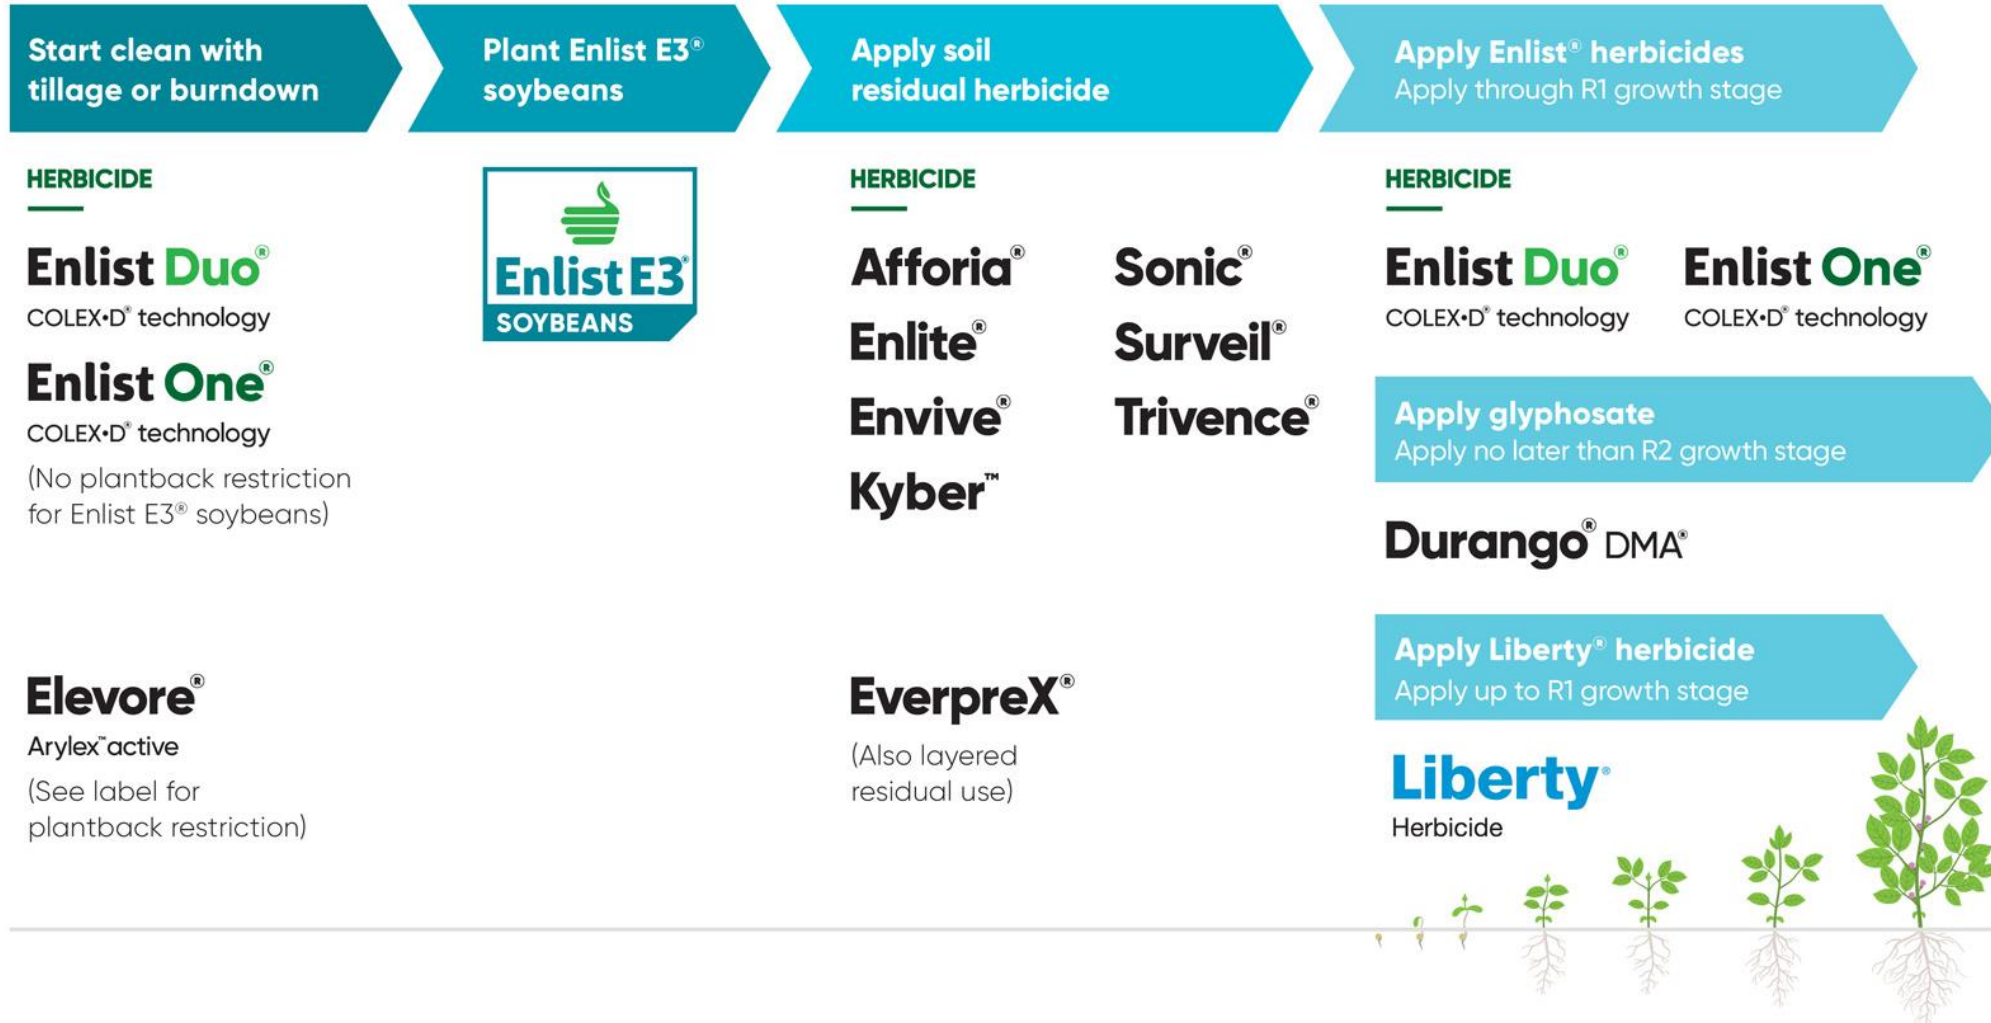 Start clean with
tillage or burndown
HERBICIDE
Enlist Duo®
COLEX•D® technology
Enlist One®
COLEX•D® technology
(No plantback restriction
for Enlist E3® soybeans)
Elevore®
Arylex™ active
(See label for
plantback restriction)
Plant Enlist E3®
soybeans
Enlist E3®
SOYBEANS
Apply soil
residual herbicide
HERBICIDE
Afforia®
Enlite®
Envive®
Kyber™
Sonic®
Surveil®
Trivence®
EverpreX®
(Also layered
residual use)
Apply Enlist® herbicides
Apply through R1 growth stage
HERBICIDE
Enlist Duo®
COLEX•D® technology
Enlist One®
COLEX•D® technology
Apply glyphosate
Apply no later than R2 growth stage
Durango® DMA®
Apply Liberty® herbicide
Apply up to R1 growth stage
Liberty®
Herbicide